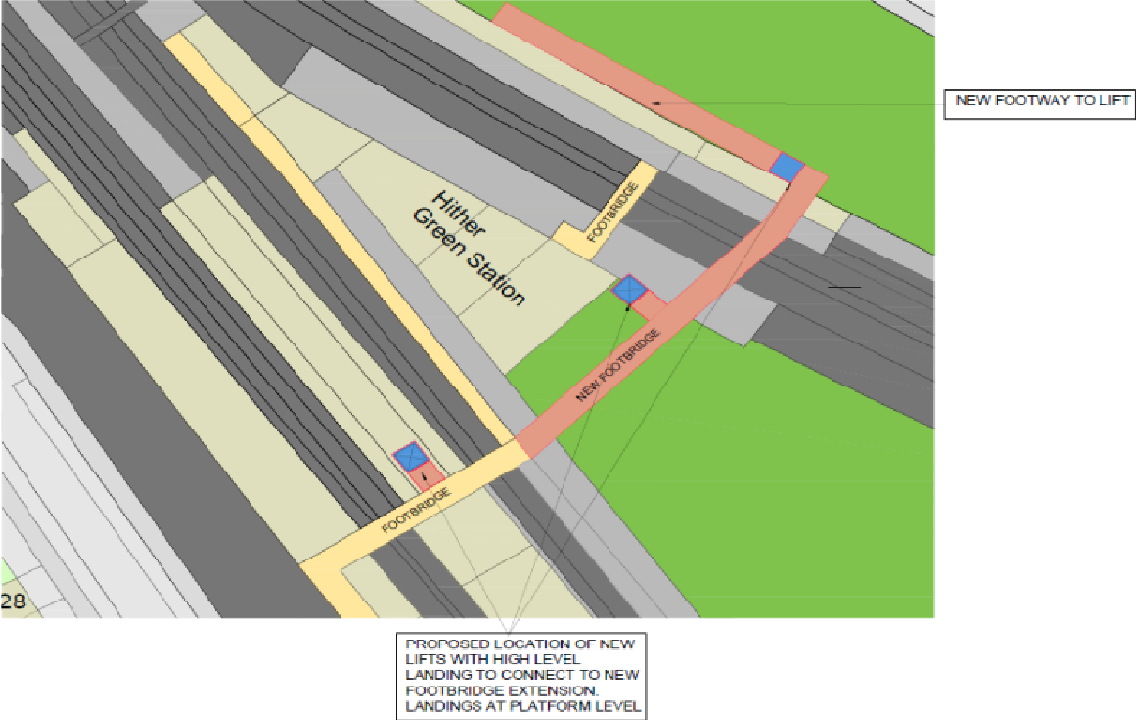 NEW FOOTWAY TO LIFT
FOOTBRIDGE
Hither
Green Station
NEW FOOTBRIDGE
FOOTBRIDGE
28
PROPOSED LOCATION OF NEW
LIFTS WITH HIGH LEVEL
LANDING TO CONNECT TO NEW
FOOTBRIDGE EXTENSION.
LANDINGS AT PLATFORM LEVEL